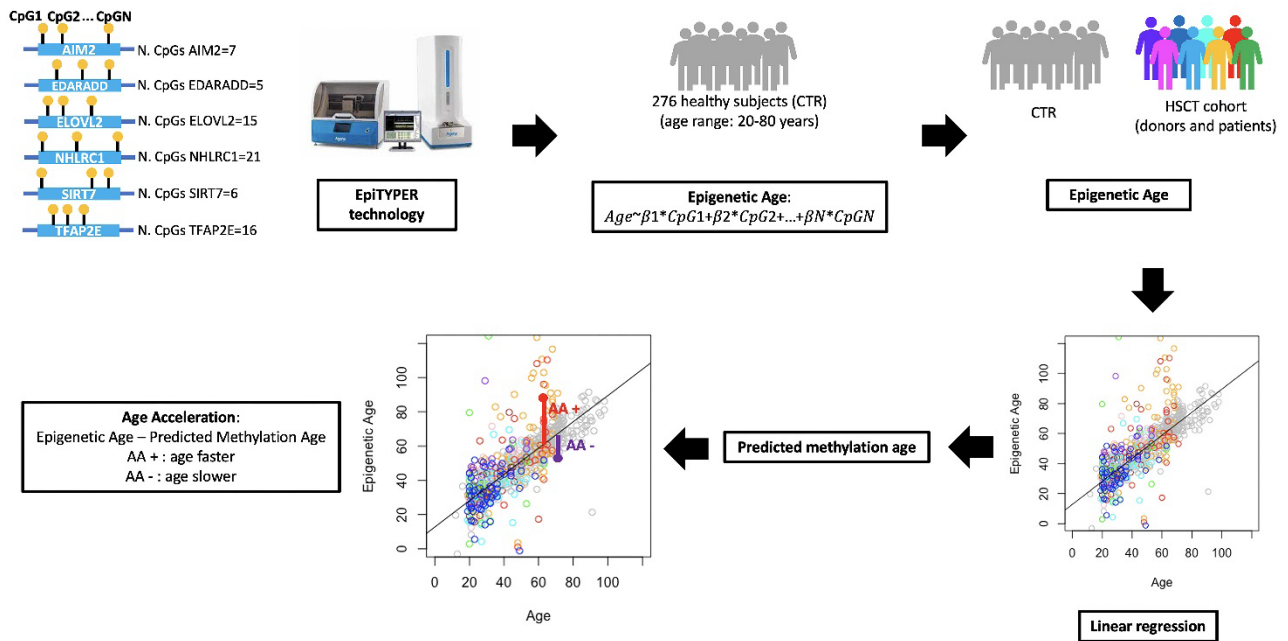 CpG1 CpG2... CpGN
AIM2
N. CpGs AIM2=7
EDARADD
N. CpGs EDARADD=5
ELOVL2
N. CpGs ELOVL2=15
NHLRC1
N. CpGs NHLRC1=21
SIRT7
N. CpGs SIRT7=6
TFAP2E
N. CpGs TFAP2E=16
EpiTYPER
technology
276 healthy subjects (CTR)
(age range: 20-80 years)
Epigenetic Age:
Age~β1*CpG1+β2*CpG2+...+βN*CpGN
CTR
HSCT cohort
(donors and patients)
Epigenetic Age
Epigenetic Age
0 20 40 60 80 100
0 20 40 60 80 100
Age
Linear regression
Predicted methylation age
Epigenetic Age
0 20 40 60 80 100
AA +
AA -
0 20 40 60 80 100
Age
Age Acceleration:
Epigenetic Age – Predicted Methylation Age
AA + : age faster
AA - : age slower